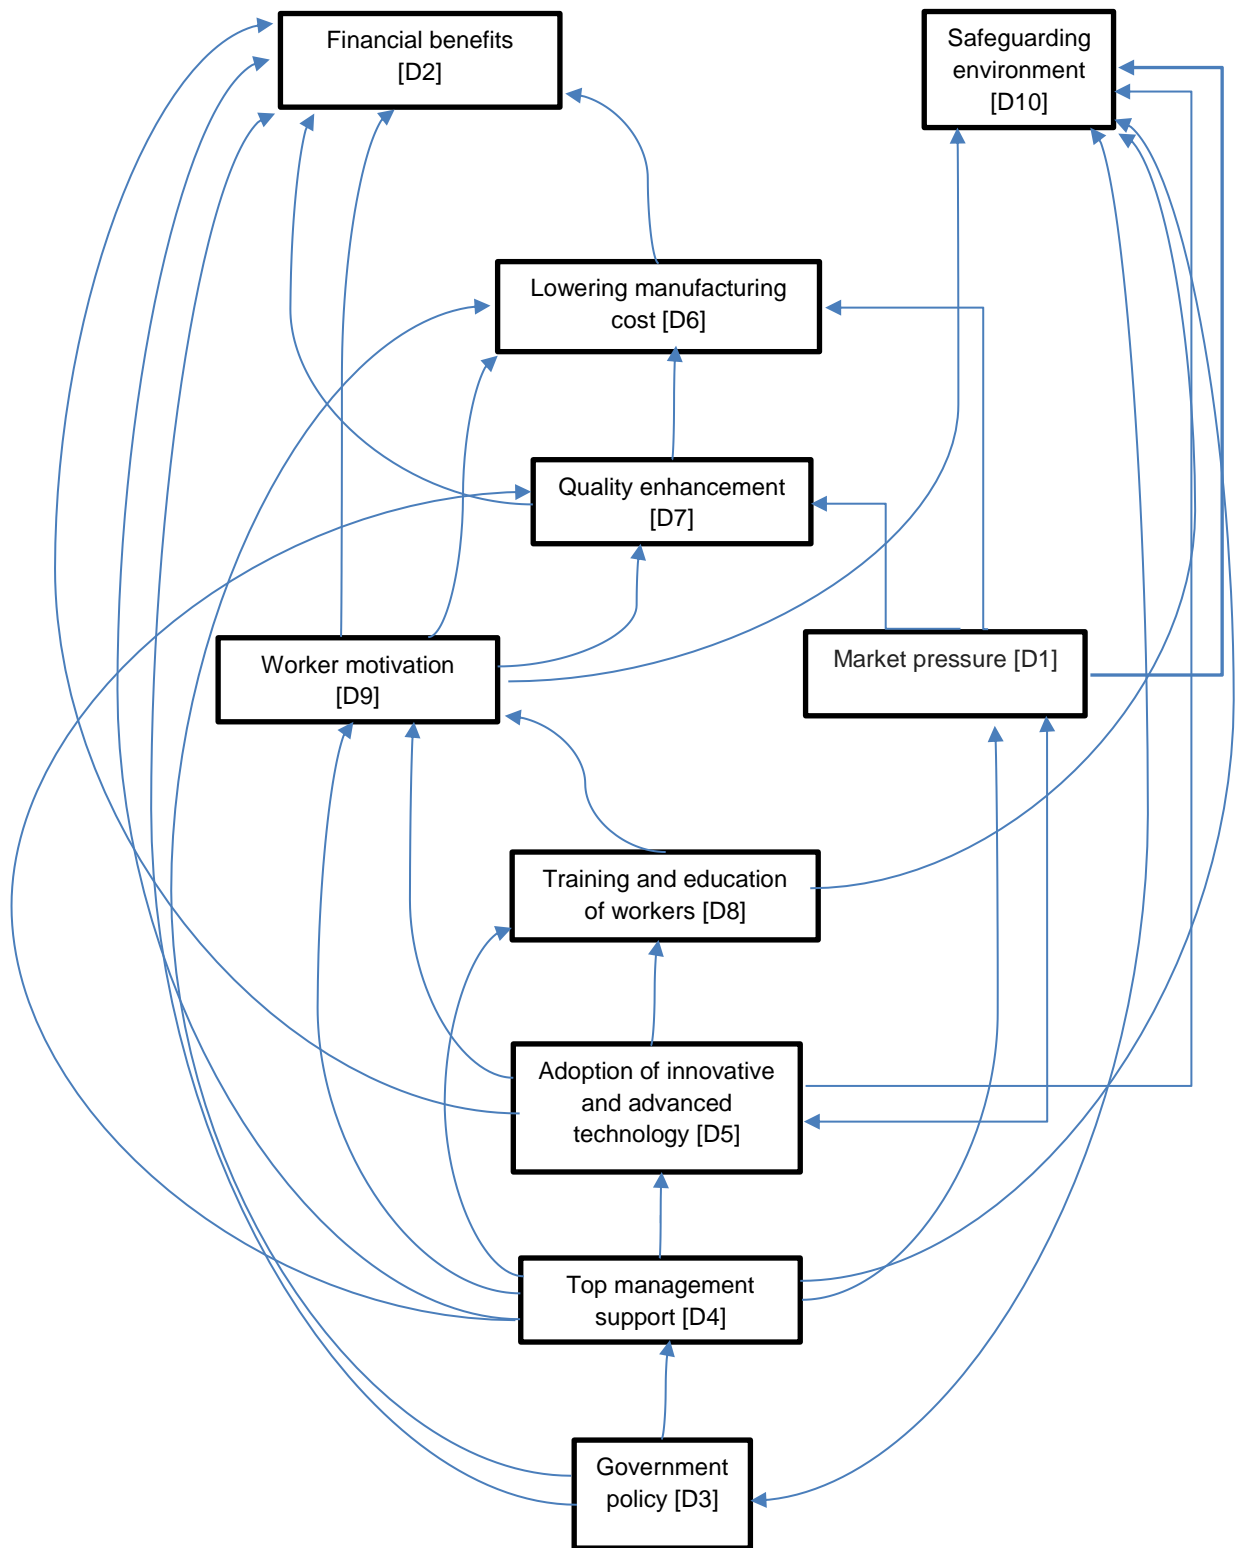 Financial benefits
[D2]
Safeguarding
environment
[D10]
Lowering manufacturing
cost [D6]
Quality enhancement
[D7]
Worker motivation
[D9]
Market pressure [D1]
Training and education
of workers [D8]
Adoption of innovative
and advanced
technology [D5]
Top management
support [D4]
Government
policy [D3]